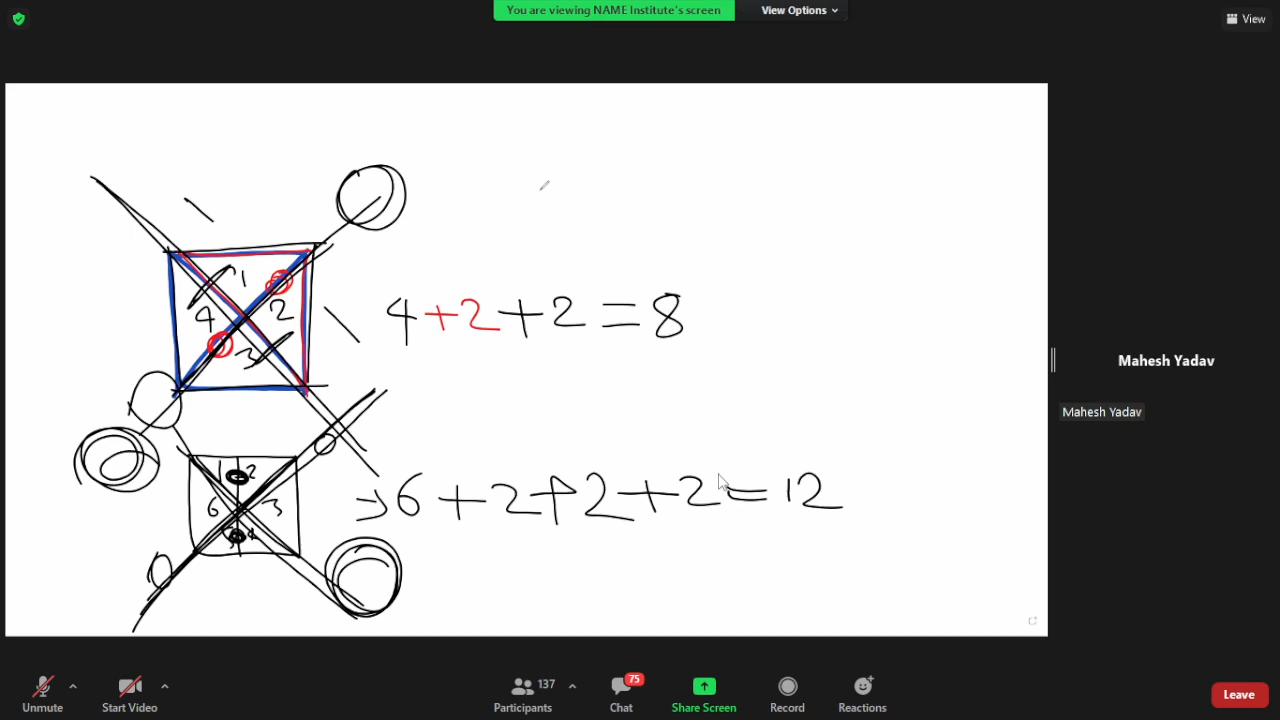 You are viewing NAME Institute's screen
View Options
View
1
4 2
3
4 +2 +2 = 8
Mahesh Yadav
Mahesh Yadav
1 2
6 3
5 4
→ 6 + 2 + 2 + 2 = 12
Unmute
Start Video
137
Participants
75
Chat
Share Screen
Record
Reactions
Leave